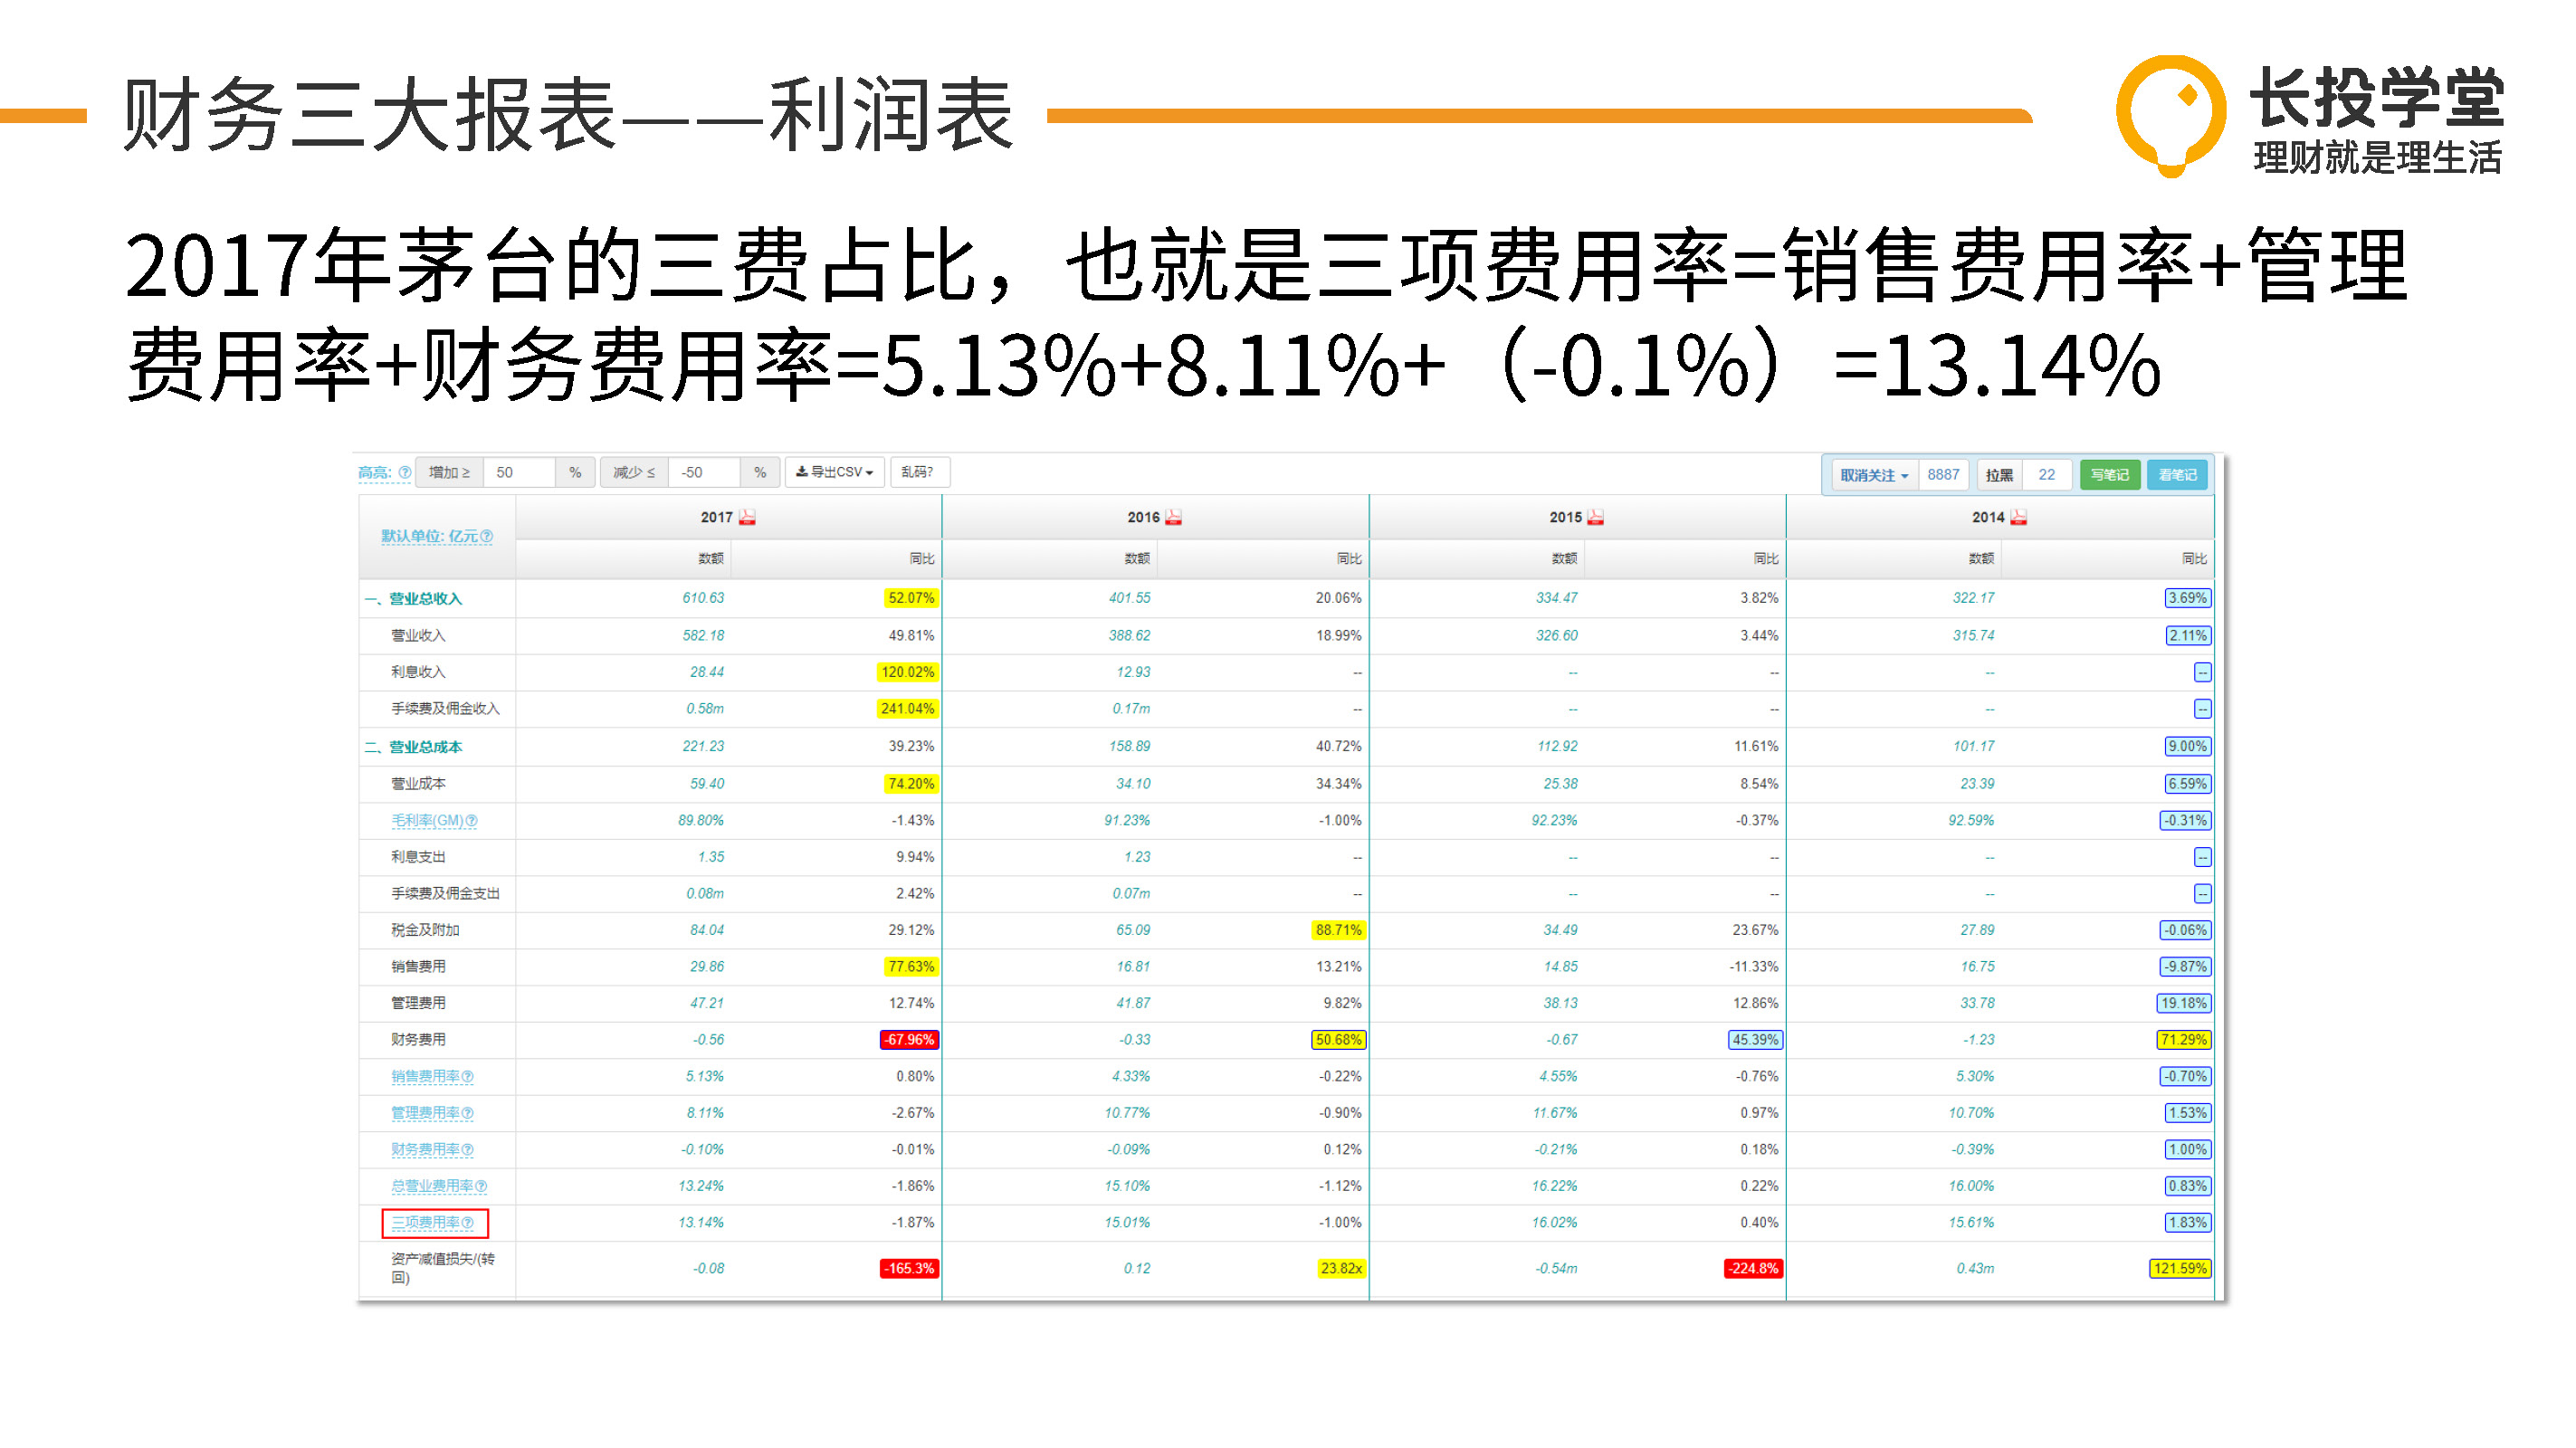 财务三大报表——利润表
长投学堂
理财就是理生活
2017年茅台的三费占比，也就是三项费用率=销售费用率+管理
费用率+财务费用率=5.13%+8.11%+（-0.1%）=13.14%
高亮: 增加 ≥ 50 % 减少 ≤ -50 % 导出CSV 乱码? 取消关注 8887 拉黑 22 写笔记 看笔记
默认单位: 亿元 2017 2016 2015 2014
数额 同比 数额 同比 数额 同比 数额 同比
一、营业总收入 610.63 52.07% 401.55 20.06% 334.47 3.82% 322.17 3.69%
营业收入 582.18 49.81% 388.62 18.99% 326.60 3.44% 315.74 2.11%
利息收入 28.44 120.02% 12.93 -- -- -- -- --
手续费及佣金收入 0.58m 241.04% 0.17m -- -- -- -- --
二、营业总成本 221.23 39.23% 158.89 40.72% 112.92 11.61% 101.17 9.00%
营业成本 59.40 74.20% 34.10 34.34% 25.38 8.54% 23.39 6.59%
毛利率(GM) 89.80% -1.43% 91.23% -1.00% 92.23% -0.37% 92.59% -0.31%
利息支出 1.35 9.94% 1.23 -- -- -- -- --
手续费及佣金支出 0.08m 2.42% 0.07m -- -- -- -- --
税金及附加 84.04 29.12% 65.09 88.71% 34.49 23.67% 27.89 -0.06%
销售费用 29.86 77.63% 16.81 13.21% 14.85 -11.33% 16.75 -9.87%
管理费用 47.21 12.74% 41.87 9.82% 38.13 12.86% 33.78 19.18%
财务费用 -0.56 -67.96% -0.33 50.68% -0.67 45.39% -1.23 71.29%
销售费用率 5.13% 0.80% 4.33% -0.22% 4.55% -0.76% 5.30% -0.70%
管理费用率 8.11% -2.67% 10.77% -0.90% 11.67% 0.97% 10.70% 1.53%
财务费用率 -0.10% -0.01% -0.09% 0.12% -0.21% 0.18% -0.39% 1.00%
总营业费用率 13.24% -1.86% 15.10% -1.12% 16.22% 0.22% 16.00% 0.83%
三项费用率 13.14% -1.87% 15.01% -1.00% 16.02% 0.40% 15.61% 1.83%
资产减值损失/(转
回) -0.08 -165.3% 0.12 23.82x -0.54m -224.8% 0.43m 121.59%